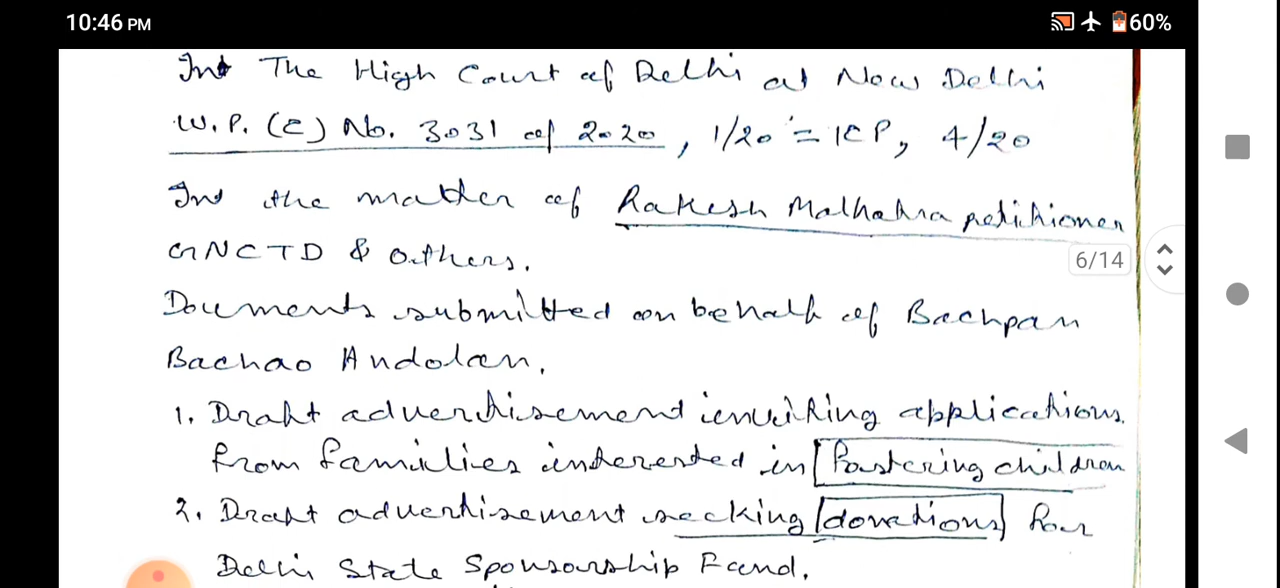 10:46 PM
60%
In The High Court of Delhi at New Delhi
W.P. (C) No. 3031 of 2020, 1/20 = ICP, 4/20
In the matter of Rakesh Malhotra petitioner
GNCTD & Others.
6/14
Documents submitted on behalf of Bachpan
Bachao Andolan.
1. Draft advertisement inviting applications.
from families interested in fostering children
2. Draft advertisement seeking donations for
Delhi State Sponsorship Fund.